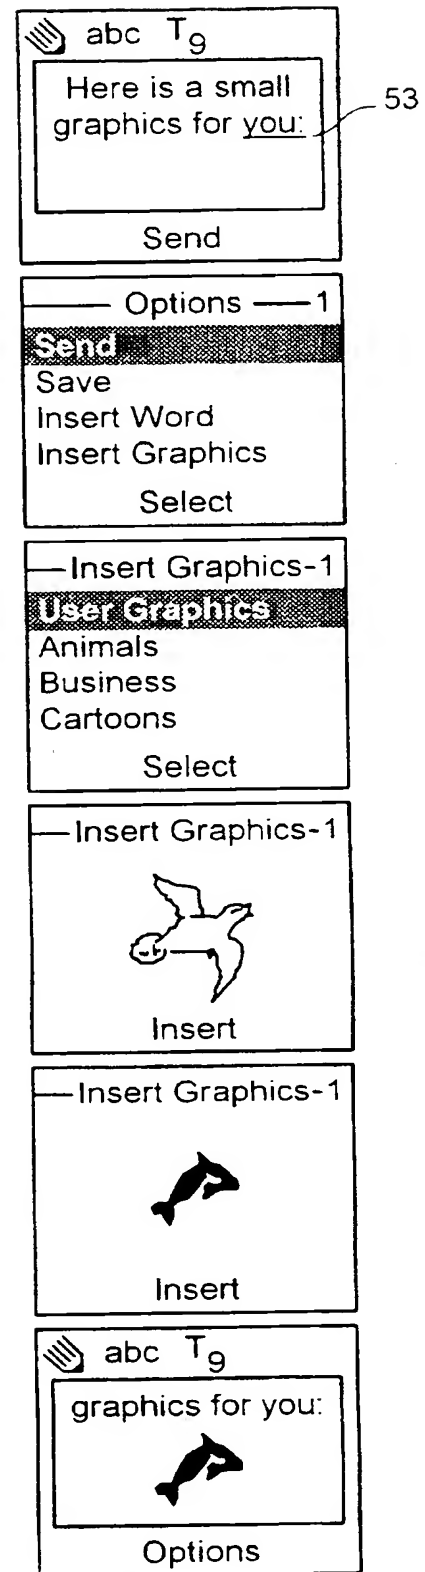 abc T9
Here is a small
graphics for you:
53
Send
Options 1
Send
Save
Insert Word
Insert Graphics
Select
Insert Graphics-1
User Graphics
Animals
Business
Cartoons
Select
Insert Graphics-1
Insert
Insert Graphics-1
Insert
abc T9
graphics for you:
Options